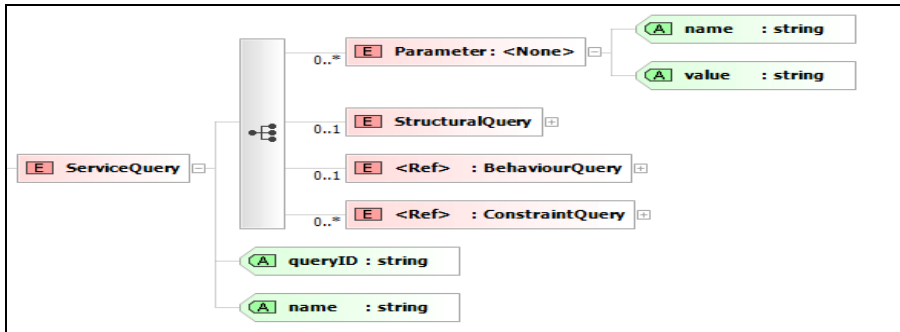 A name : string
0..* E Parameter : <None>
A value : string
0..1 E StructuralQuery
E ServiceQuery
0..1 E <Ref> : BehaviourQuery
0..* E <Ref> : ConstraintQuery
A queryID : string
A name : string